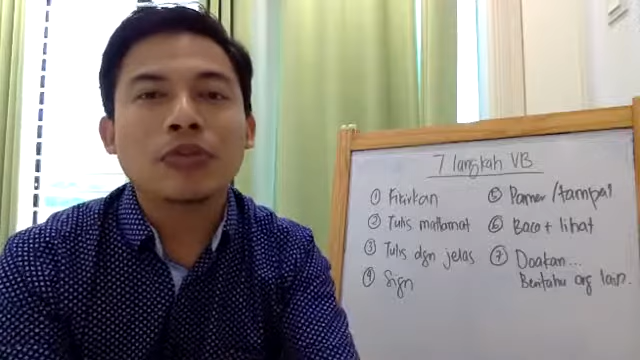 7 langkah VB
① Fikirkan
② Tulis matlamat
③ Tulis dgn jelas
④ Sign
⑤ Pamer/tampal
⑥ Baca + lihat
⑦ Doakan...
Beritahu org lain.